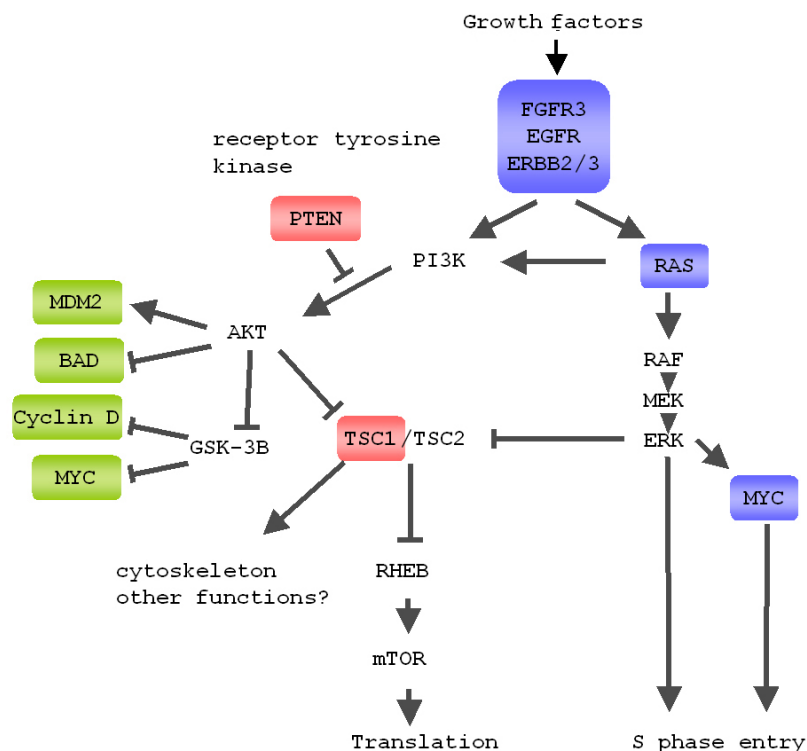 Growth factors
FGFR3
EGFR
ERBB2/3
receptor tyrosine
kinase
PTEN
PI3K
RAS
MDM2
AKT
BAD
RAF
MEK
Cyclin D
GSK-3B
TSC1/TSC2
ERK
MYC
MYC
cytoskeleton
other functions?
RHEB
mTOR
Translation
S phase entry